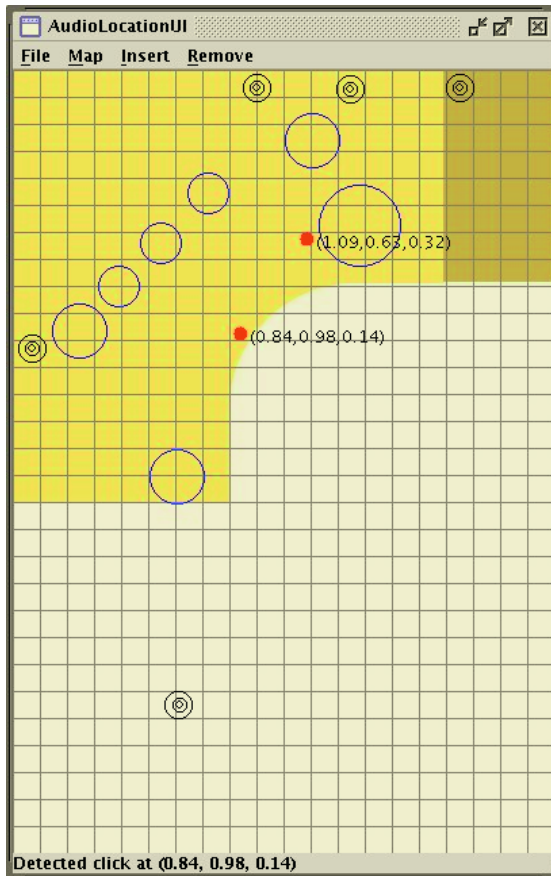 AudioLocationUI
File Map Insert Remove
(1.09,0.63,0.32)
(0.84,0.98,0.14)
Detected click at (0.84, 0.98, 0.14)